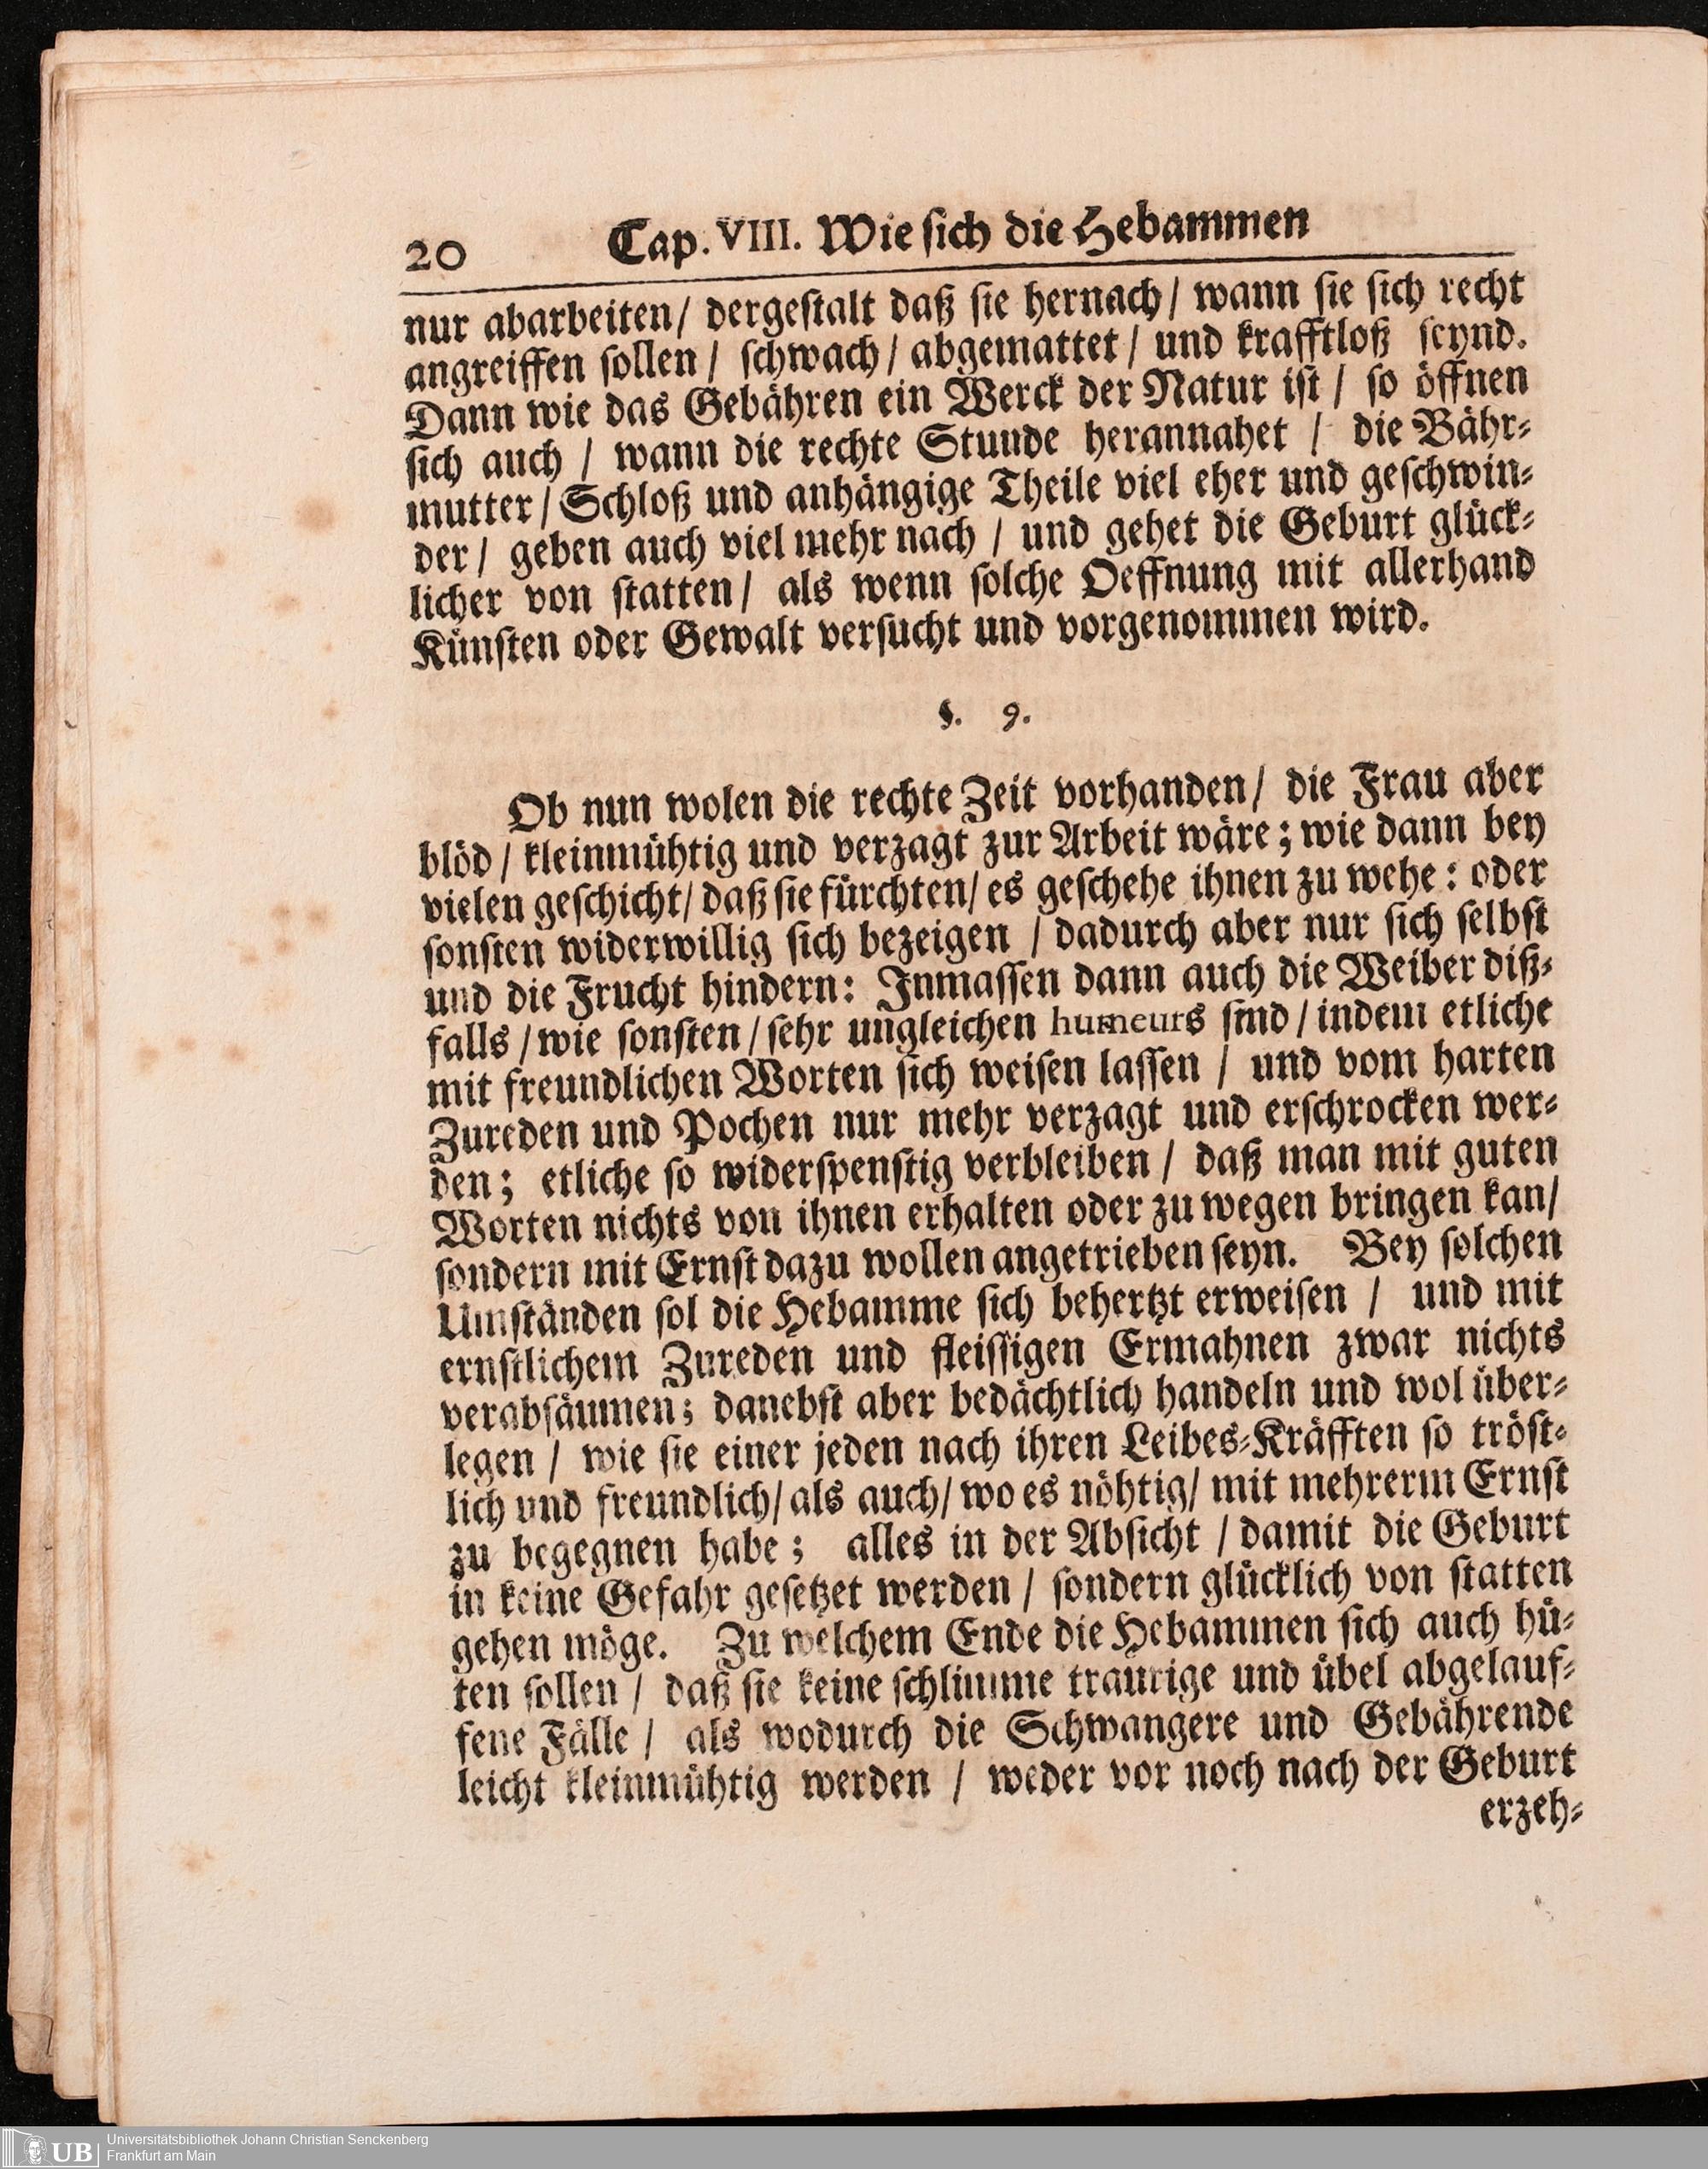 20 Cap. VIII. Wie sich die Hebammen
nur abarbeiten/ dergestalt daß sie hernach/ wann sie sich recht
angreiffen sollen/ schwach/ abgemattet/ und krafftloß seynd.
Dann wie das Gebähren ein Werck der Natur ist/ so öffnen
sich auch / wann die rechte Stunde herannahet / die Bähr-
mutter/ Schloß und anhängige Theile viel eher und geschwin-
der/ geben auch viel mehr nach / und gehet die Geburt glück-
licher von statten/ als wenn solche Oeffnung mit allerhand
Künsten oder Gewalt versucht und vorgenommen wird.
§. 9.
Ob nun wolen die rechte Zeit vorhanden/ die Frau aber
blöd/ kleinmühtig und verzagt zur Arbeit wäre; wie dann bey
vielen geschicht/ daß sie fürchten/ es geschehe ihnen zu wehe: oder
sonsten widerwillig sich bezeigen / dadurch aber nur sich selbst
und die Frucht hindern: Inmassen dann auch die Weiber diß-
falls / wie sonsten / sehr ungleichen humeurs sind / indem etliche
mit freundlichen Worten sich weisen lassen / und vom harten
Zureden und Pochen nur mehr verzagt und erschrocken wer-
den; etliche so widerspenstig verbleiben / daß man mit guten
Worten nichts von ihnen erhalten oder zu wegen bringen kan/
sondern mit Ernst dazu wollen angetrieben seyn. Bey solchen
Umständen sol die Hebamme sich behertzt erweisen / und mit
ernstlichem Zureden und fleissigen Ermahnen zwar nichts
verabsäumen; danebst aber bedächtlich handeln und wol über-
legen / wie sie einer jeden nach ihren Leibes-Kräfften so tröst-
lich und freundlich/ als auch/ wo es nöhtig/ mit mehrerm Ernst
zu begegnen habe; alles in der Absicht / damit die Geburt
in keine Gefahr gesetzet werden / sondern glücklich von statten
gehen möge. Zu welchem Ende die Hebammen sich auch hü-
ten sollen / daß sie keine schlimme traurige und übel abgelauf-
fene Fälle / als wodurch die Schwangere und Gebährende
leicht kleinmühtig werden / weder vor noch nach der Geburt
erzeh-
UB
Universitätsbibliothek Johann Christian Senckenberg
Frankfurt am Main